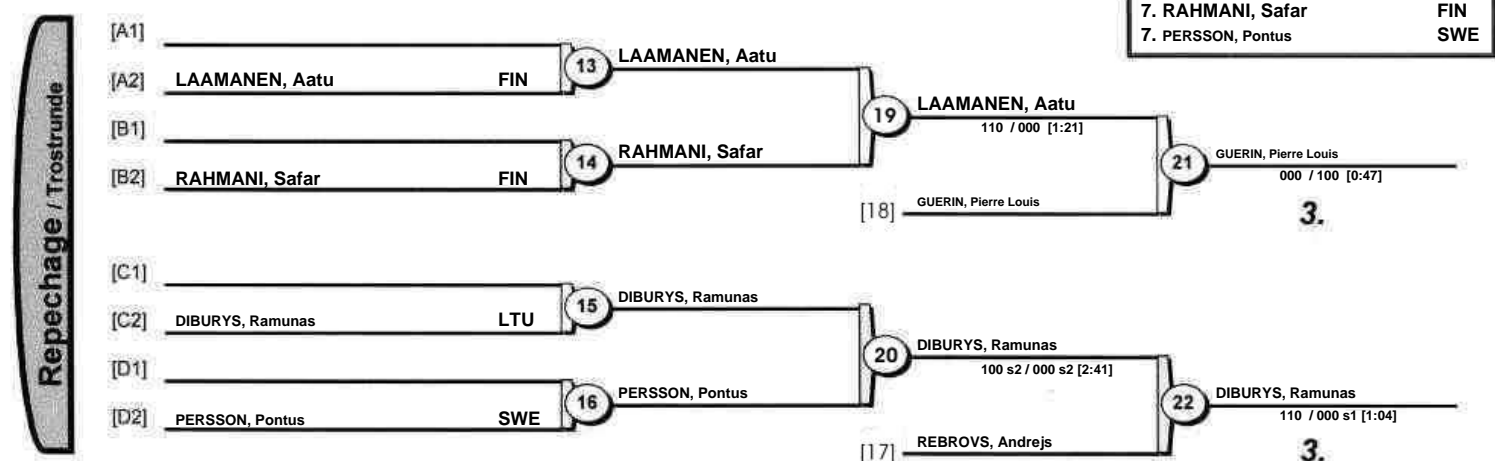 7. RAHMANI, Safar FIN
7. PERSSON, Pontus SWE
Repechage / Trostrunde
[A1]
[A2] LAAMANEN, Aatu FIN
13 LAAMANEN, Aatu
[B1]
[B2] RAHMANI, Safar FIN
14 RAHMANI, Safar
19 LAAMANEN, Aatu
110 / 000 [1:21]
[18] GUERIN, Pierre Louis
21 GUERIN, Pierre Louis
000 / 100 [0:47]
3.
[C1]
[C2] DIBURYS, Ramunas LTU
15 DIBURYS, Ramunas
[D1]
[D2] PERSSON, Pontus SWE
16 PERSSON, Pontus
20 DIBURYS, Ramunas
100 s2 / 000 s2 [2:41]
[17] REBROVS, Andrejs
22 DIBURYS, Ramunas
110 / 000 s1 [1:04]
3.